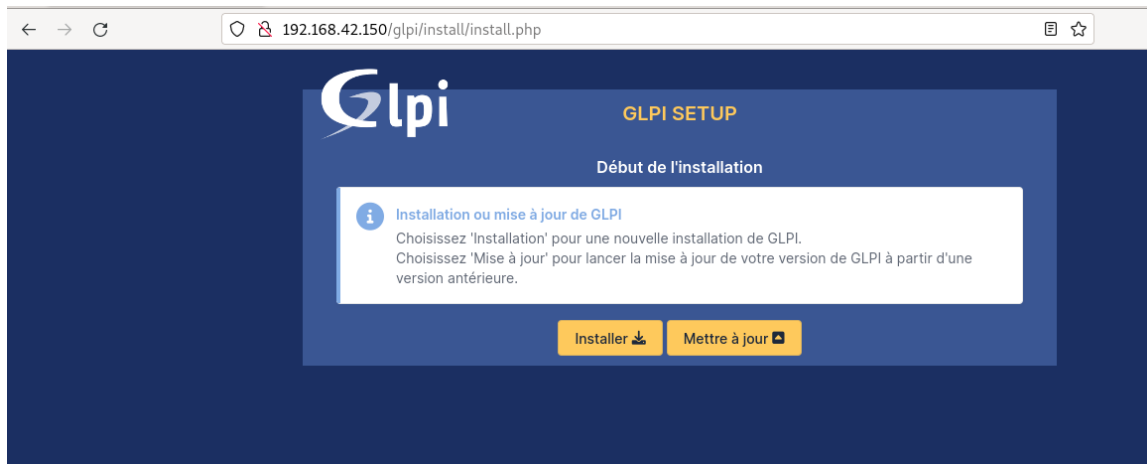 192.168.42.150/glpi/install/install.php
Glpi
GLPI SETUP
Début de l'installation
Installation ou mise à jour de GLPI
Choisissez 'Installation' pour une nouvelle installation de GLPI.
Choisissez 'Mise à jour' pour lancer la mise à jour de votre version de GLPI à partir d'une
version antérieure.
Installer
Mettre à jour